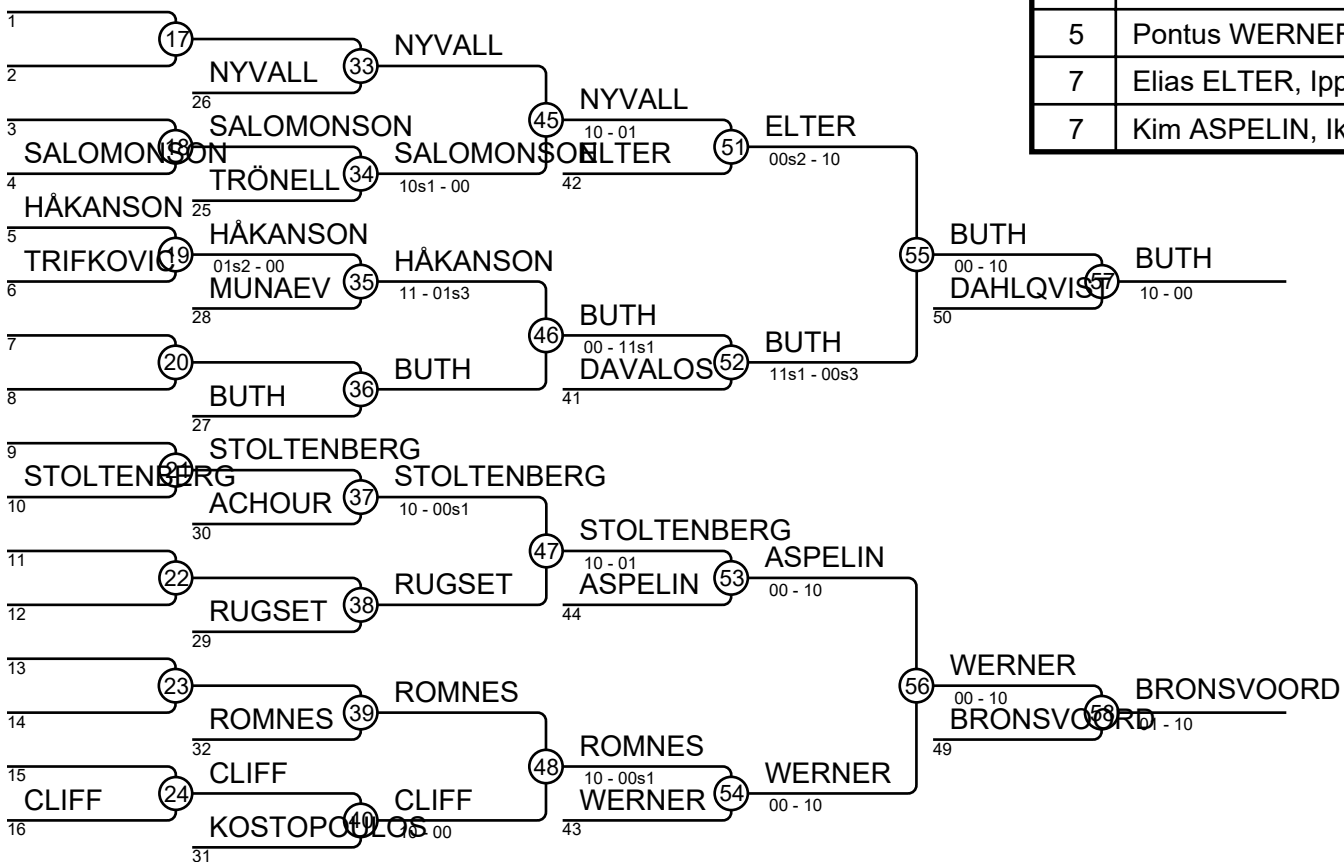 1
17
NYVALL
2
NYVALL
33
5 Pontus WERNER
26
NYVALL
7 Elias ELTER, Ipp
3
SALOMONSON
45
10 - 01
ELTER
7 Kim ASPELIN, Ik
SALOMONSON
18
SALOMONSON
ELTER
51
00s2 - 10
4
TRÖNELL
34
10s1 - 00
42
HÅKANSON
25
5
HÅKANSON
BUTH
TRIFKOVIC
19
01s2 - 00
HÅKANSON
55
00 - 10
BUTH
6
MUNAEV
35
11 - 01s3
DAHLQVIST
57
10 - 00
28
BUTH
50
7
46
00 - 11s1
BUTH
20
BUTH
DAVALOS
52
11s1 - 00s3
8
BUTH
36
41
27
9
STOLTENBERG
STOLTENBERG
21
STOLTENBERG
10
ACHOUR
37
10 - 00s1
30
STOLTENBERG
11
47
10 - 01
ASPELIN
22
RUGSET
ASPELIN
53
00 - 10
12
RUGSET
38
44
29
13
WERNER
23
ROMNES
56
00 - 10
BRONSVOORD
14
ROMNES
39
BRONSVOORD
58
01 - 10
32
ROMNES
49
15
CLIFF
48
10 - 00s1
WERNER
CLIFF
24
CLIFF
WERNER
54
00 - 10
16
KOSTOPOULOS
40
10 - 00
43
31